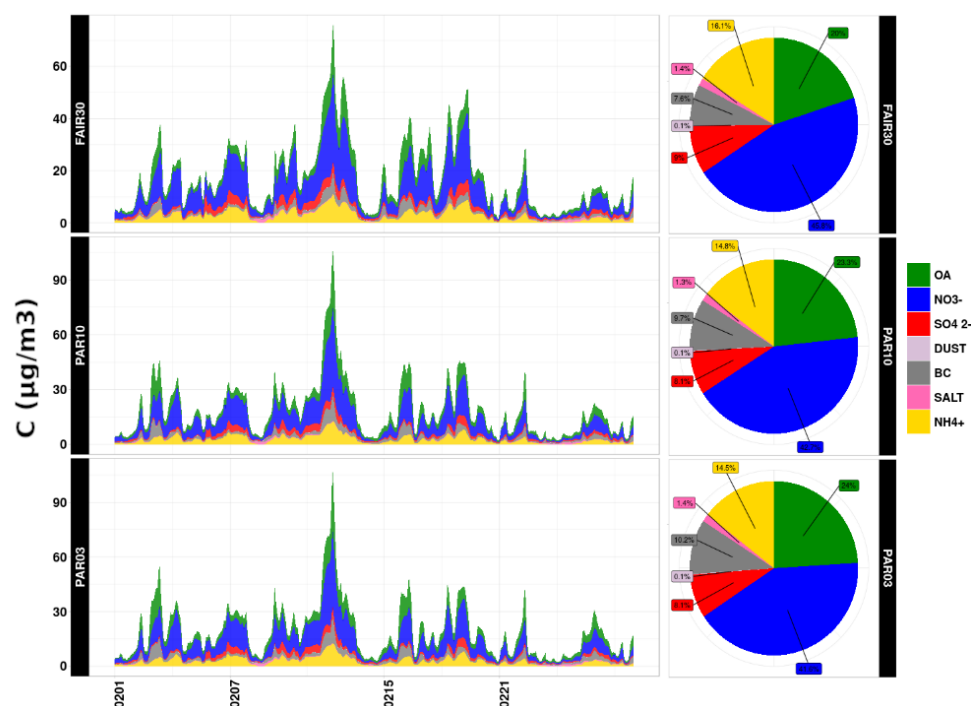 C (µg/m3)
FAIR30
60
40
20
0
16.1%
20%
1.4%
7.6%
0.1%
9%
FAIR30
PAR10
90
60
30
0
14.8%
23.3%
1.3%
9.7%
0.1%
8.1%
PAR10
PAR03
90
60
30
0
14.5%
24%
1.4%
10.2%
0.1%
8.1%
PAR03
0201
0207
0215
0221
OA
NO3-
SO4 2-
DUST
BC
SALT
NH4+